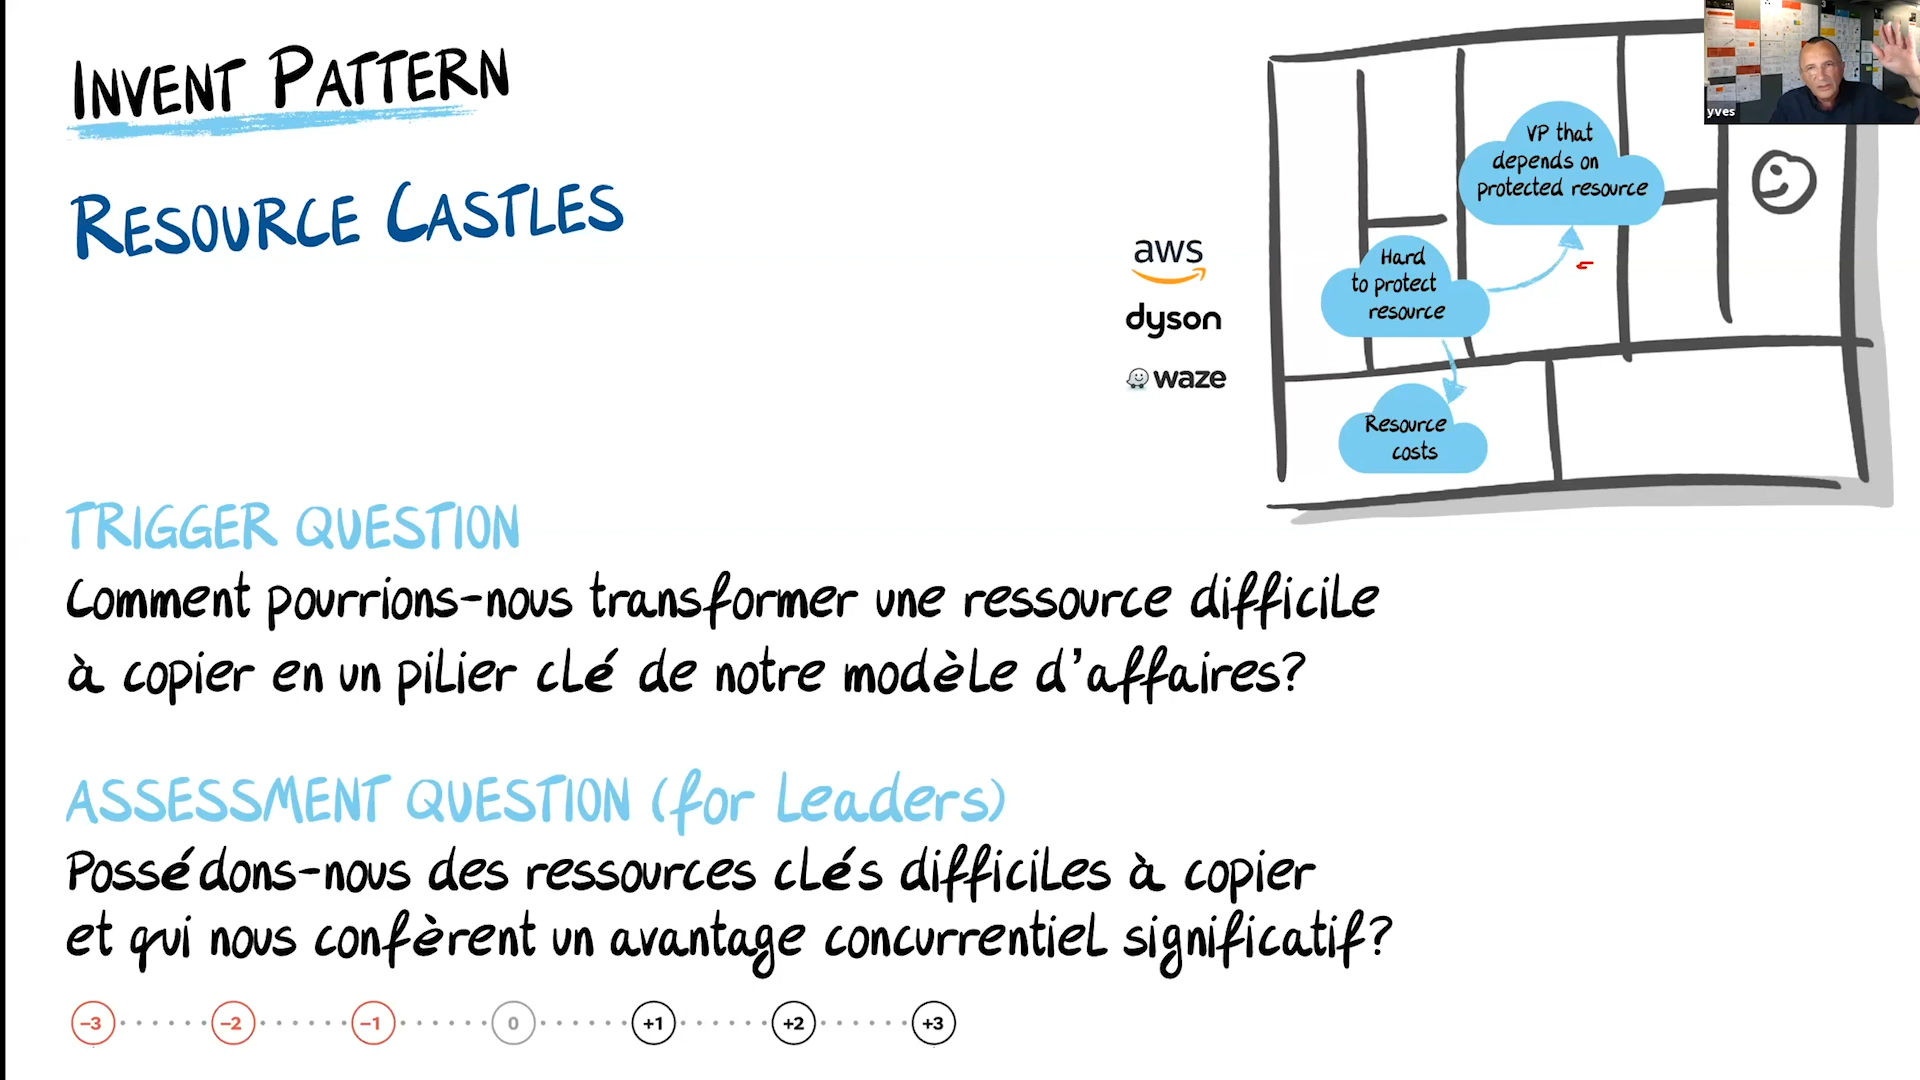 INVENT PATTERN
RESOURCE CASTLES
aws
dyson
waze
VP that
depends on
protected resource
Hard
to protect
resource
Resource
costs
yves
TRIGGER QUESTION
Comment pourrions-nous transformer une ressource difficile
à copier en un pilier clé de notre modèle d'affaires?
ASSESSMENT QUESTION (for Leaders)
Possédons-nous des ressources clés difficiles à copier
et qui nous confèrent un avantage concurrentiel significatif?
-3 -2 -1 0 +1 +2 +3